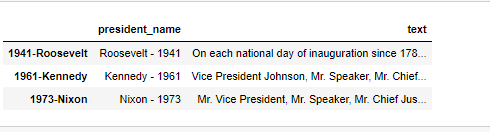 president_name text
1941-Roosevelt Roosevelt - 1941 On each national day of inauguration since 178...
1961-Kennedy Kennedy - 1961 Vice President Johnson, Mr. Speaker, Mr. Chief...
1973-Nixon Nixon - 1973 Mr. Vice President, Mr. Speaker, Mr. Chief Jus...